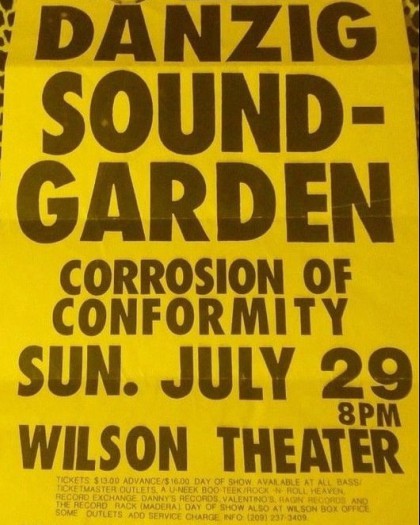 DANZIG
SOUND-
GARDEN
CORROSION OF
CONFORMITY
SUN. JULY 29
8PM
WILSON THEATER
TICKETS: $13.00 ADVANCE/$16.00 DAY OF SHOW. AVAILABLE AT ALL BASS/
TICKETMASTER OUTLETS, A U-NEEK BOO-TEEK/ROCK -N- ROLL HEAVEN,
RECORD EXCHANGE, DANNY'S RECORDS, VALENTINO'S, RAGIN' RECORDS AND
THE RECORD RACK (MADERA). DAY OF SHOW ALSO AT WILSON BOX OFFICE
SOME OUTLETS ADD SERVICE CHARGE. INFO: (209) 237-3409.